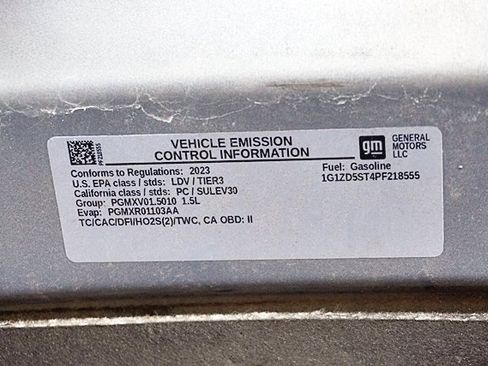 PF218555
VEHICLE EMISSION
CONTROL INFORMATION
gm
GENERAL
MOTORS
LLC
Conforms to Regulations: 2023
Fuel: Gasoline
U.S. EPA class / stds: LDV / TIER3
1G1ZD5ST4PF218555
California class / stds: PC / SULEV30
Group: PGMXV01.5010 1.5L
Evap: PGMXR01103AA
TC/CAC/DFI/HO2S(2)/TWC, CA OBD: II